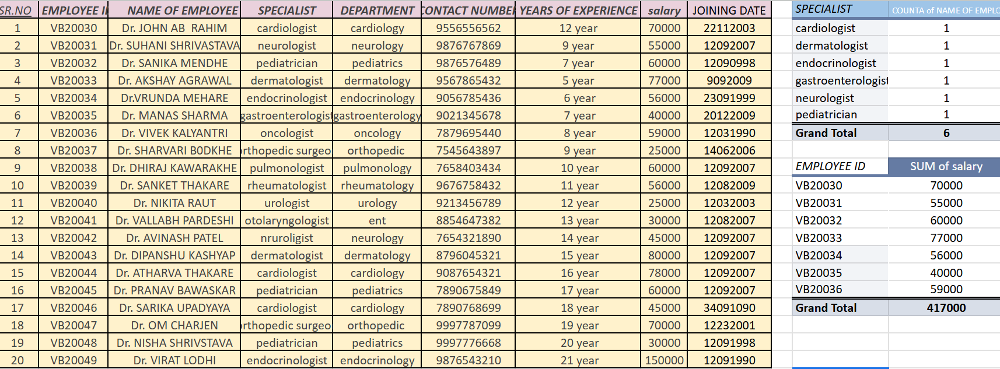 SR.NO EMPLOYEE I NAME OF EMPLOYEE SPECIALIST DEPARTMENT CONTACT NUMBER YEARS OF EXPERIENCE salary JOINING DATE
1 VB20030 Dr. JOHN AB  RAHIM cardiologist cardiology 9556556562 12 year 70000 22112003
2 VB20031 Dr. SUHANI SHRIVASTAVA neurologist neurology 9876767869 9 year 55000 12092007
3 VB20032 Dr. SANIKA MENDHE pediatrician pediatrics 9876576489 7 year 60000 12090998
4 VB20033 Dr. AKSHAY AGRAWAL dermatologist dermatology 9567865432 5 year 77000 9092009
5 VB20034 Dr.VRUNDA MEHARE endocrinologist endocrinology 9056785436 6 year 56000 23091999
6 VB20035 Dr. MANAS SHARMA gastroenterologist gastroenterology 9021345678 7 year 40000 20122009
7 VB20036 Dr. VIVEK KALYANTRI oncologist oncology 7879695440 8 year 59000 12031990
8 VB20037 Dr. SHARVARI B0DKHE rthopedic surgeo orthopedic 7545643897 9 year 25000 14062006
9 VB20038 Dr. DHIRAJ KAWARAKHE pulmonologist pulmonology 7658403434 10 year 60000 12092007
10 VB20039 Dr. SANKET THAKARE rheumatologist rheumatology 9676758432 11 year 56000 12082009
11 VB20040 Dr. NIKITA RAUT urologist urology 9213456789 12 year 25000 12032003
12 VB20041 Dr. VALLABH PARDESHI otolaryngologist ent 8854647382 13 year 30000 12082007
13 VB20042 Dr. AVINASH PATEL nruroligist neurology 7654321890 14 year 45000 12092007
14 VB20043 Dr. DIPANSHU KASHYAP dermatologist dermatology 8796045321 15 year 80000 12092007
15 VB20044 Dr. ATHARVA THAKARE cardiologist cardiology 9087654321 16 year 78000 12092007
16 VB20045 Dr. PRANAV BAWASKAR pediatrician pediatrics 7890675849 17 year 60000 12092007
17 VB20046 Dr. SARIKA UPADYAYA cardiologist cardiology 7890768699 18 year 45000 34091090
18 VB20047 Dr. OM CHARJEN rthopedic surgeo orthopedic 9997787099 19 year 70000 12232001
19 VB20048 Dr. NISHA SHRIVSTAVA pediatrician pediatrics 9997776668 20 year 30000 12091998
20 VB20049 Dr. VIRAT LODHI endocrinologist endocrinology 9876543210 21 year 150000 12091990
SPECIALIST COUNTA of NAME OF EMPLO
cardiologist 1
dermatologist 1
endocrinologist 1
gastroenterologist 1
neurologist 1
pediatrician 1
Grand Total 6
EMPLOYEE ID SUM of salary
VB20030 70000
VB20031 55000
VB20032 60000
VB20033 77000
VB20034 56000
VB20035 40000
VB20036 59000
Grand Total 417000